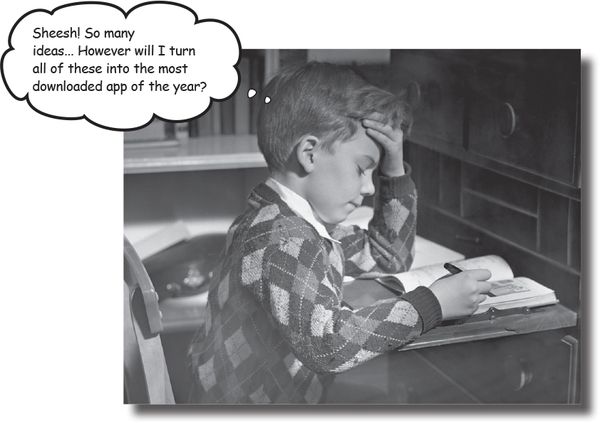 Sheesh! So many
ideas... However will I turn
all of these into the most
downloaded app of the year?